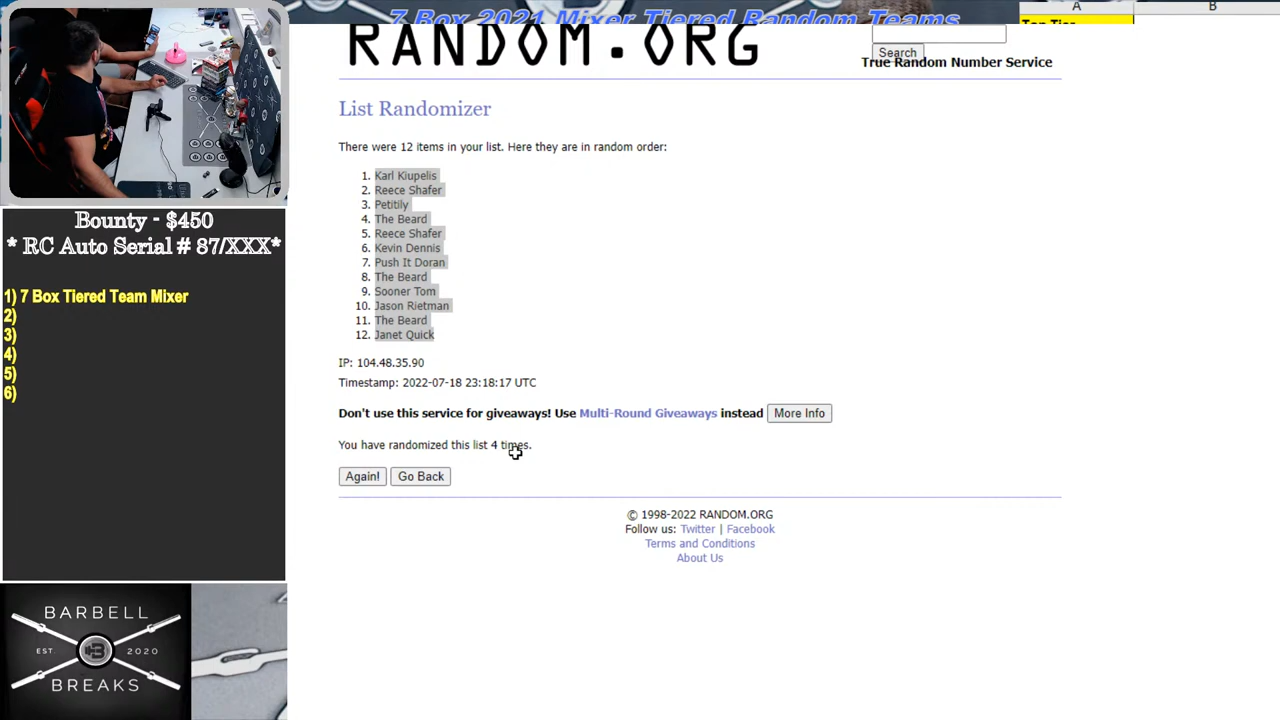 7 Box 2021 Mixer Tiered Random Teams
A
B
Top Tier
RANDOM.ORG
Search
True Random Number Service
List Randomizer
There were 12 items in your list. Here they are in random order:
1. Karl Kiupelis
2. Reece Shafer
3. Petitily
4. The Beard
5. Reece Shafer
6. Kevin Dennis
7. Push It Doran
8. The Beard
9. Sooner Tom
10. Jason Rietman
11. The Beard
12. Janet Quick
IP: 104.48.35.90
Timestamp: 2022-07-18 23:18:17 UTC
Don't use this service for giveaways! Use Multi-Round Giveaways instead More Info
You have randomized this list 4 times.
Again! Go Back
© 1998-2022 RANDOM.ORG
Follow us: Twitter | Facebook
Terms and Conditions
About Us
Bounty - $450
* RC Auto Serial # 87/XXX*
1) 7 Box Tiered Team Mixer
2)
3)
4)
5)
6)
BARBELL
EST 2020
B
BREAKS